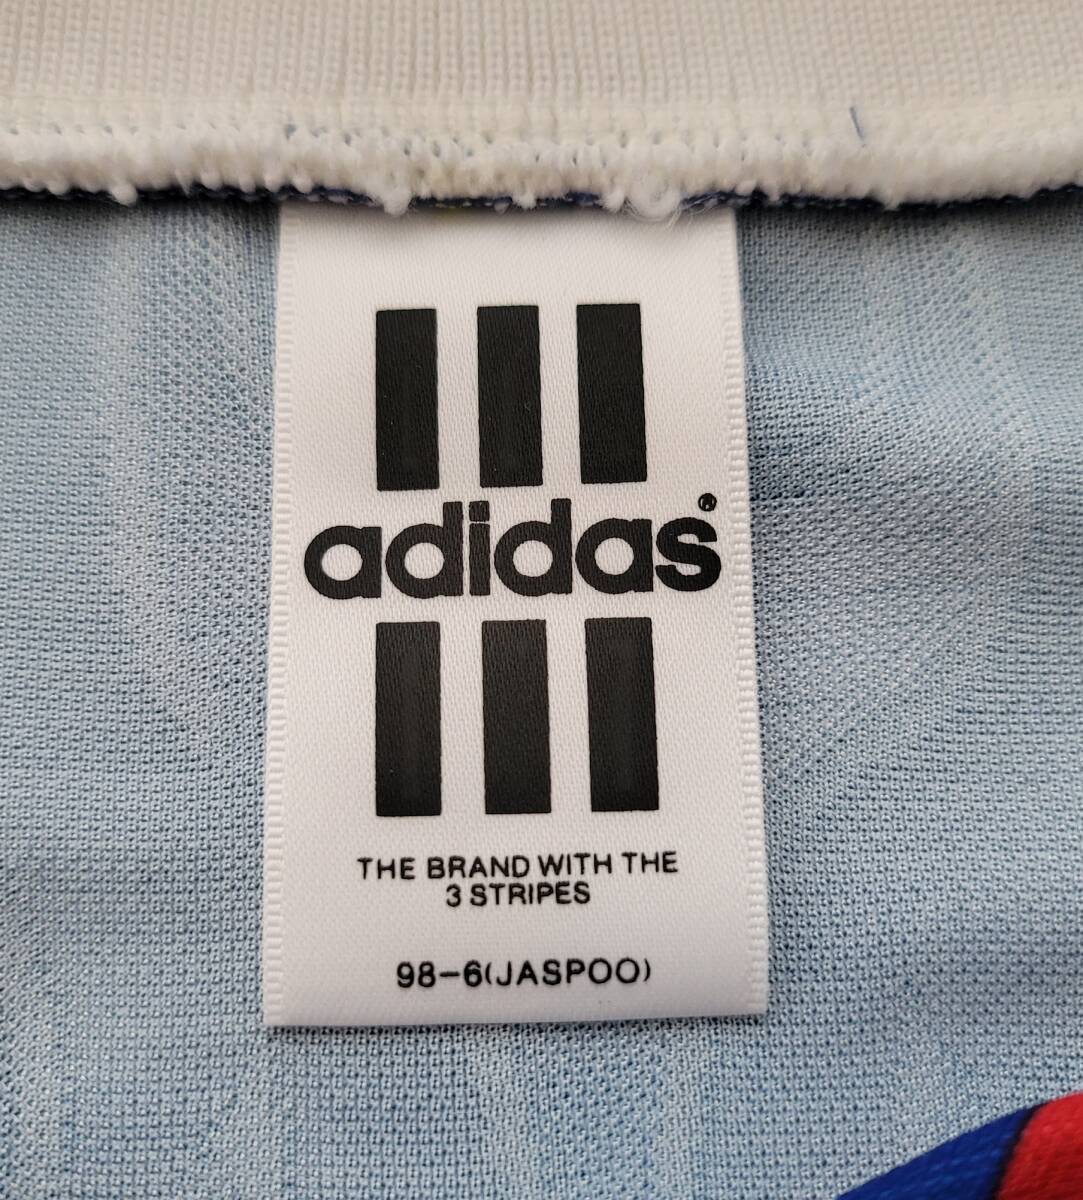 adidas®
THE BRAND WITH THE
3 STRIPES
98-6(JASPOO)